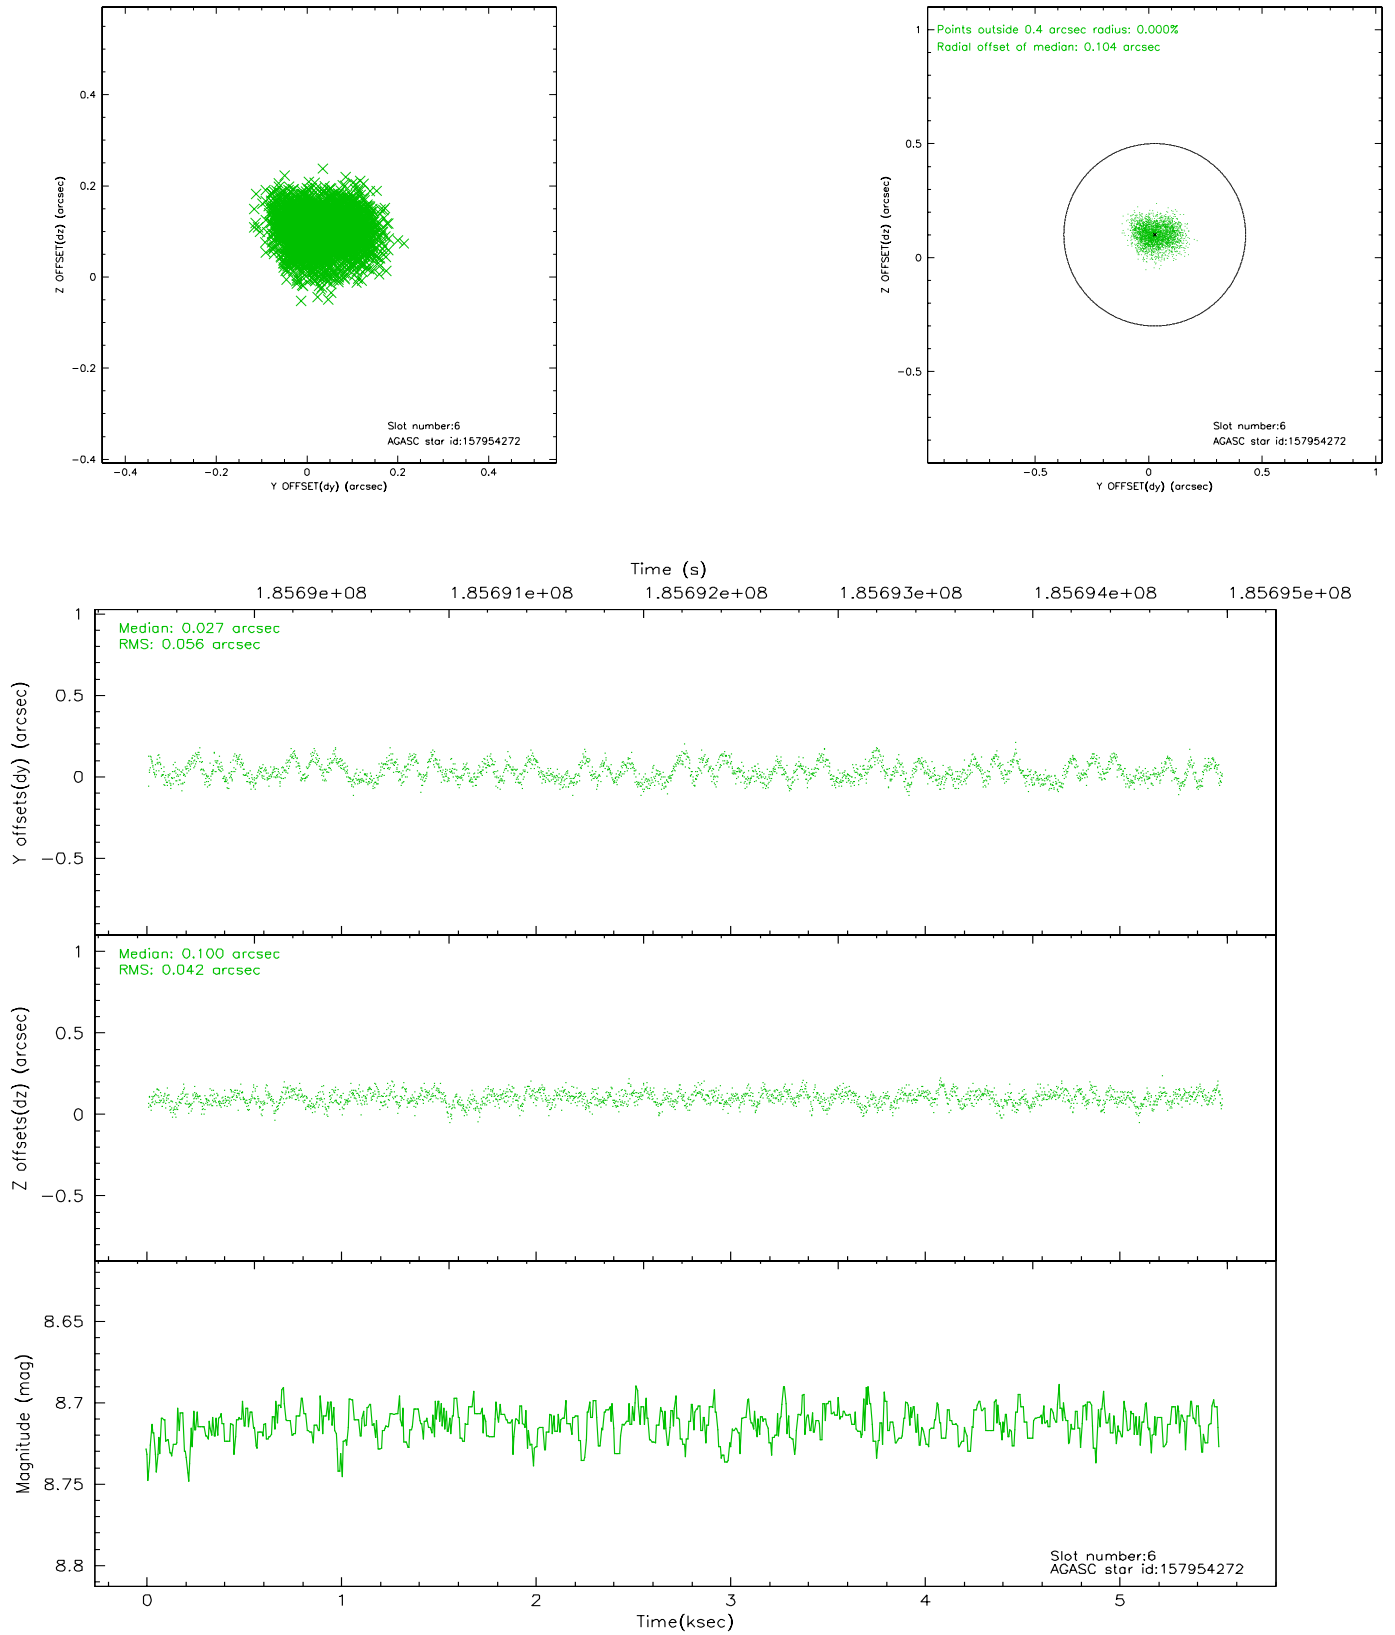 0.4
0.2
0
−0.2
−0.4
Z OFFSET(dz) (arcsec)
−0.4 −0.2 0 0.2 0.4
Y OFFSET(dy) (arcsec)
Slot number:6
AGASC star id:157954272
Points outside 0.4 arcsec radius: 0.000%
Radial offset of median: 0.104 arcsec
1
0.5
0
−0.5
Z OFFSET(dz) (arcsec)
−0.5 0 0.5 1
Y OFFSET(dy) (arcsec)
Slot number:6
AGASC star id:157954272
Time (s)
1.8569e+08 1.85691e+08 1.85692e+08 1.85693e+08 1.85694e+08 1.85695e+08
Median: 0.027 arcsec
RMS: 0.056 arcsec
1
0.5
0
−0.5
Y offsets(dy) (arcsec)
Median: 0.100 arcsec
RMS: 0.042 arcsec
1
0.5
0
−0.5
Z offsets(dz) (arcsec)
8.65
8.7
8.75
8.8
Magnitude (mag)
Slot number:6
AGASC star id:157954272
0 1 2 3 4 5
Time(ksec)